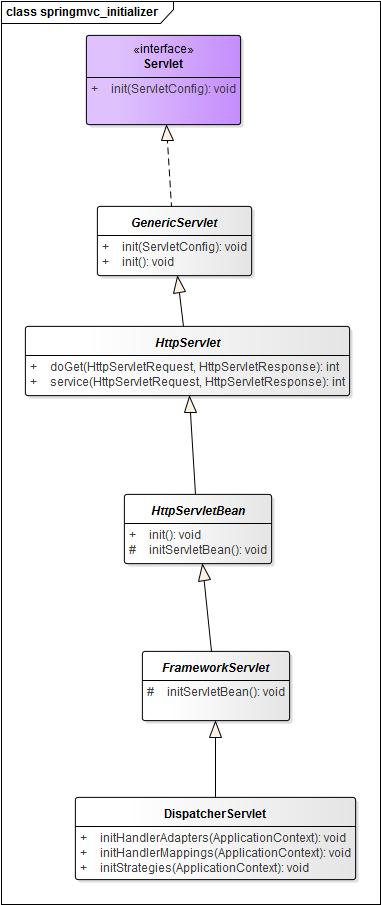 class springmvc_initializer
«interface»
Servlet
+ init(ServletConfig): void
GenericServlet
+ init(ServletConfig): void
+ init(): void
HttpServlet
+ doGet(HttpServletRequest, HttpServletResponse): int
+ service(HttpServletRequest, HttpServletResponse): int
HttpServletBean
+ init(): void
# initServletBean(): void
FrameworkServlet
# initServletBean(): void
DispatcherServlet
+ initHandlerAdapters(ApplicationContext): void
+ initHandlerMappings(ApplicationContext): void
+ initStrategies(ApplicationContext): void